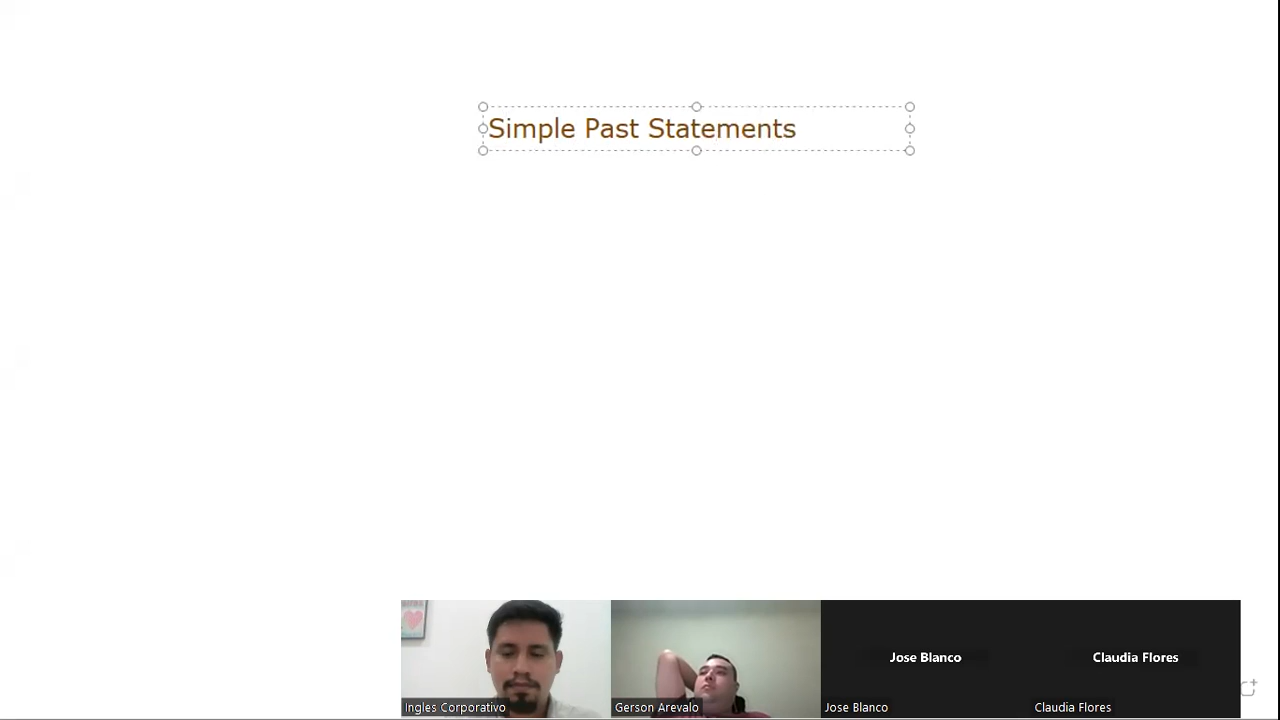 Simple Past Statements
Jose Blanco
Claudia Flores
Ingles Corporativo
Gerson Arevalo
Jose Blanco
Claudia Flores